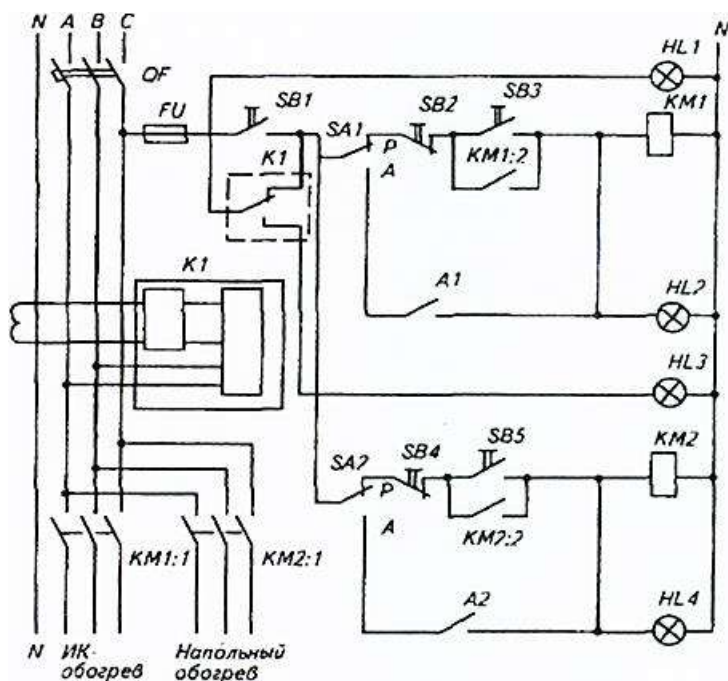 N A B C
N
QF
FU
SB1
HL1
KM1
SA1
SB2
SB3
P
A
KM1:2
K1
A1
HL2
K1
HL3
SA2
SB4
SB5
KM2
P
A
KM2:2
KM1:1
KM2:1
A2
HL4
N
ИК-
обогрев
Напольный
обогрев